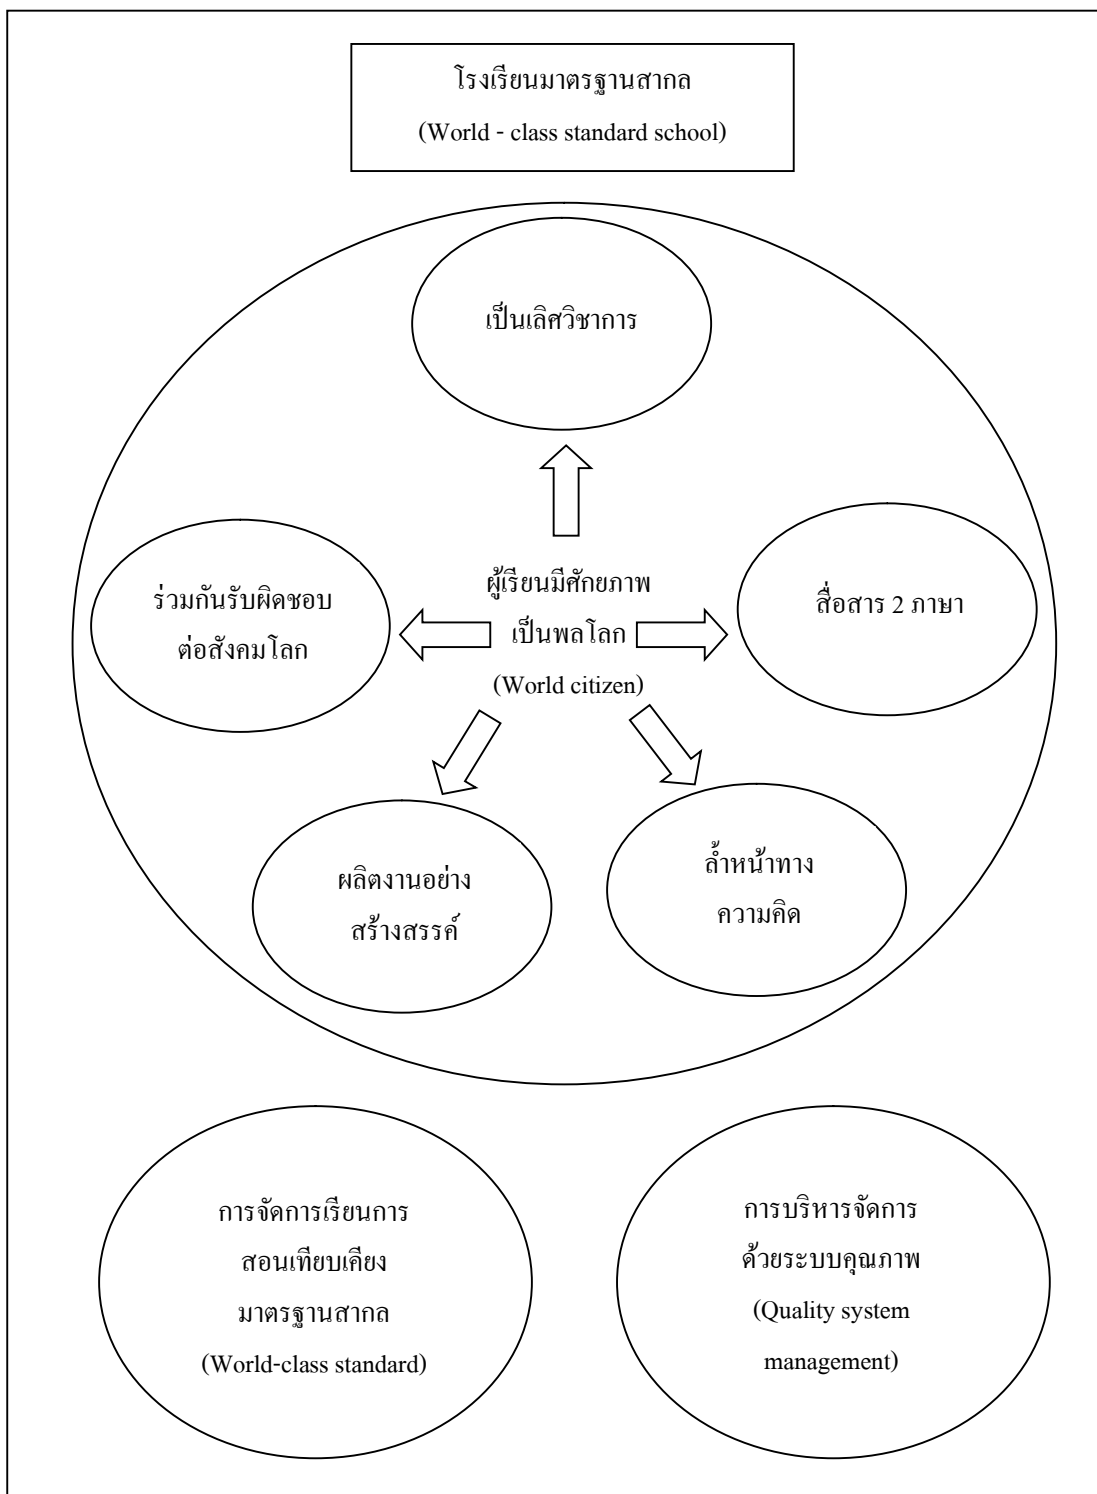 โรงเรียนมาตรฐานสากล
(World - class standard school)
เป็นเลิศวิชาการ
ร่วมกันรับผิดชอบ
ต่อสังคมโลก
ผู้เรียนมีศักยภาพ
เป็นพลโลก
(World citizen)
สื่อสาร 2 ภาษา
ผลิตงานอย่าง
สร้างสรรค์
ล้ำหน้าทาง
ความคิด
การจัดการเรียนการ
สอนเทียบเคียง
มาตรฐานสากล
(World-class standard)
การบริหารจัดการ
ด้วยระบบคุณภาพ
(Quality system
management)